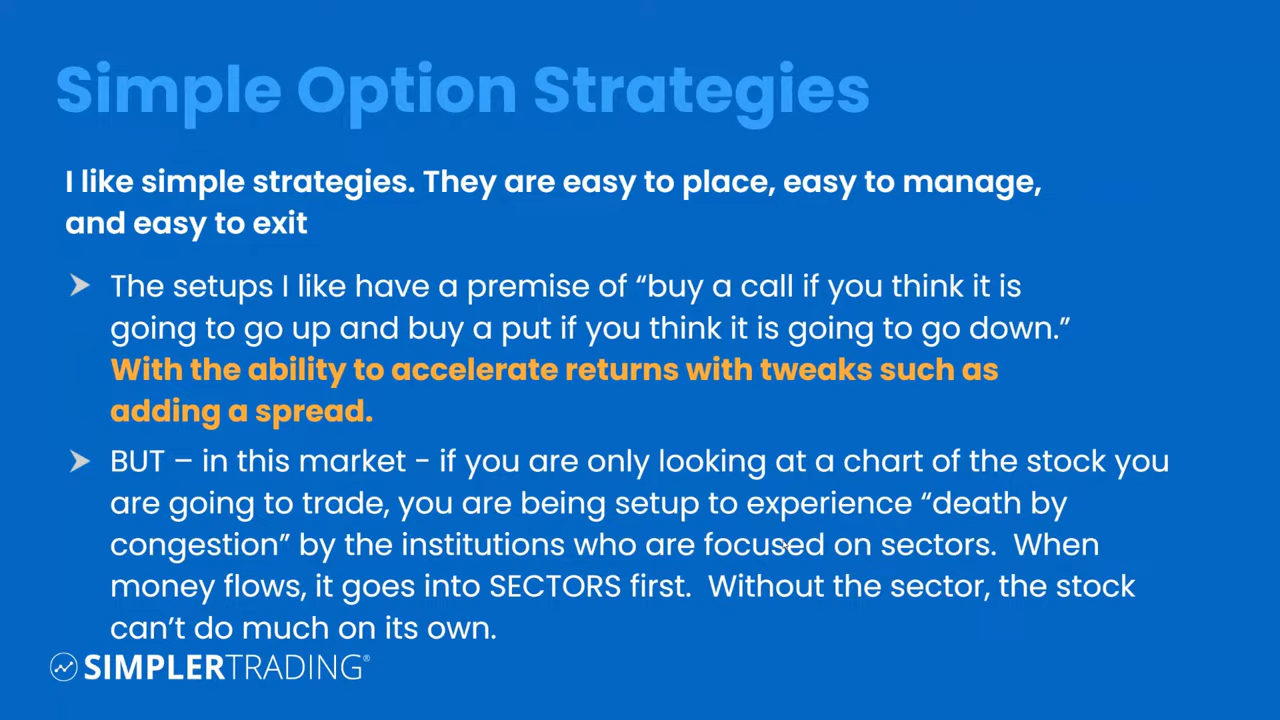 Simple Option Strategies
I like simple strategies. They are easy to place, easy to manage,
and easy to exit
The setups I like have a premise of “buy a call if you think it is
going to go up and buy a put if you think it is going to go down.”
With the ability to accelerate returns with tweaks such as
adding a spread.
BUT – in this market - if you are only looking at a chart of the stock you
are going to trade, you are being setup to experience “death by
congestion” by the institutions who are focused on sectors.  When
money flows, it goes into SECTORS first.  Without the sector, the stock
can’t do much on its own.
SIMPLERTRADING®